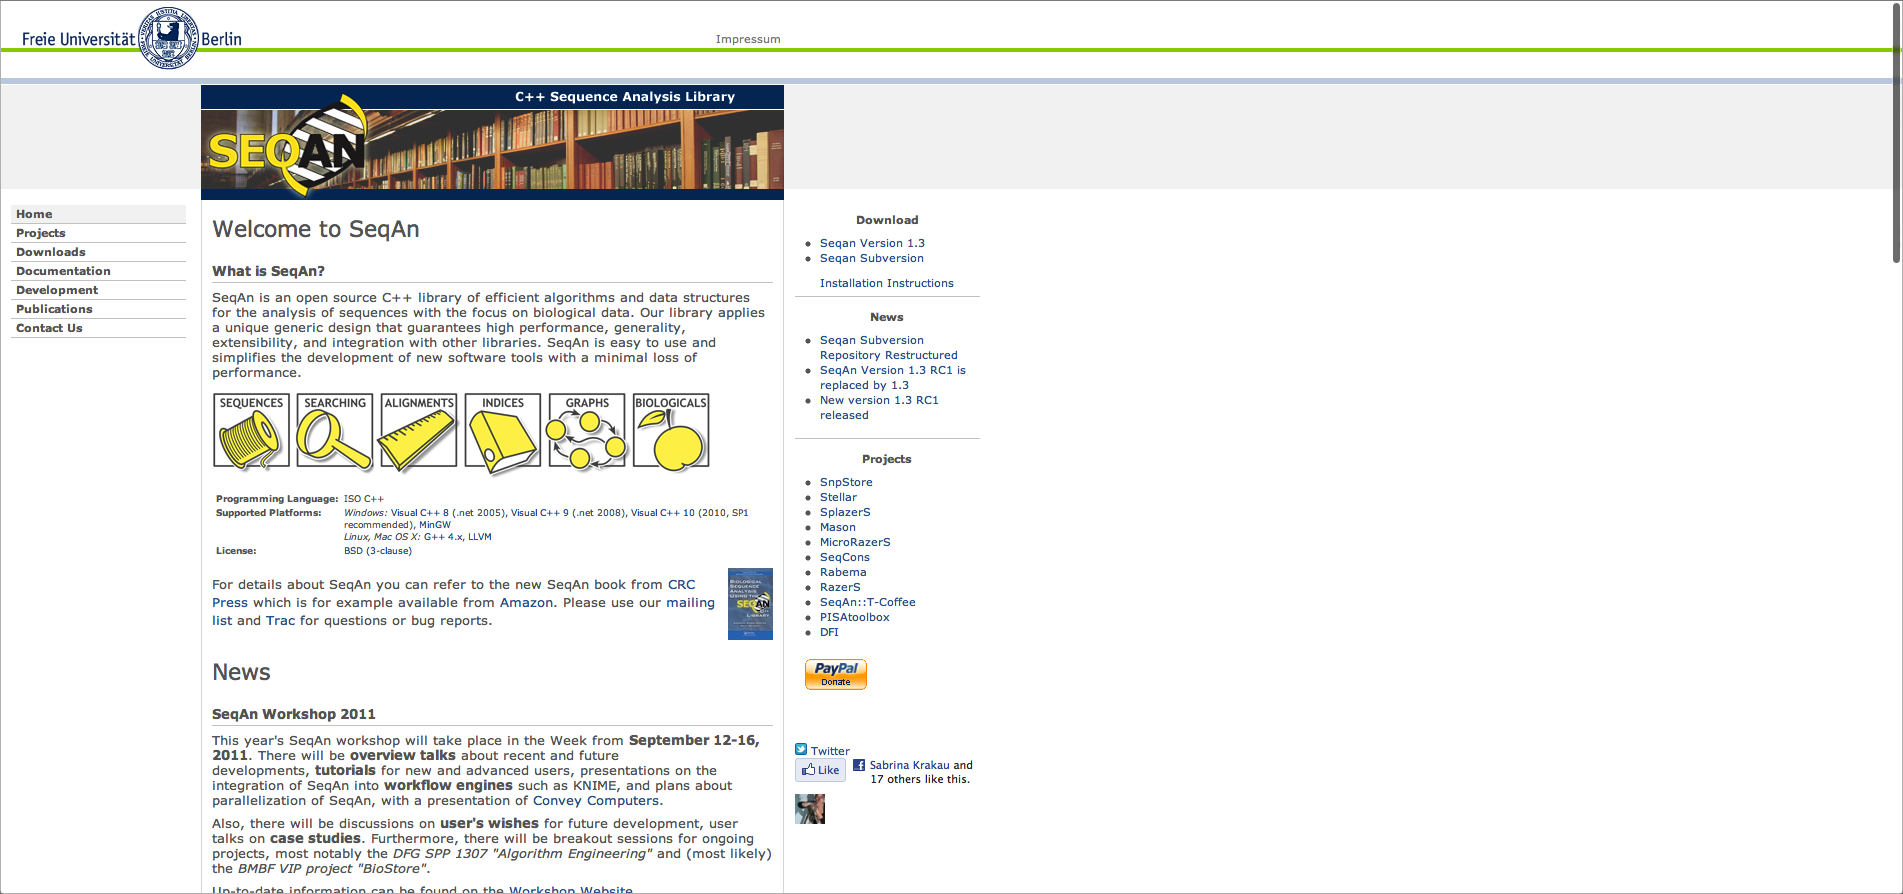 Freie Universität Berlin
Impressum
C++ Sequence Analysis Library
SEQAN
Home
Projects
Downloads
Documentation
Development
Publications
Contact Us
Welcome to SeqAn
What is SeqAn?
SeqAn is an open source C++ library of efficient algorithms and data structures
for the analysis of sequences with the focus on biological data. Our library applies
a unique generic design that guarantees high performance, generality,
extensibility, and integration with other libraries. SeqAn is easy to use and
simplifies the development of new software tools with a minimal loss of
performance.
SEQUENCES SEARCHING ALIGNMENTS INDICES GRAPHS BIOLOGICALS
Programming Language: ISO C++
Supported Platforms: Windows: Visual C++ 8 (.net 2005), Visual C++ 9 (.net 2008), Visual C++ 10 (2010, SP1
recommended), MinGW
Linux, Mac OS X: G++ 4.x, LLVM
License: BSD (3-clause)
For details about SeqAn you can refer to the new SeqAn book from CRC
Press which is for example available from Amazon. Please use our mailing
list and Trac for questions or bug reports.
BIOLOGICAL
SEQUENCE
ANALYSIS
SEQAN
LIBRARY
News
SeqAn Workshop 2011
This year's SeqAn workshop will take place in the Week from September 12-16,
2011. There will be overview talks about recent and future
developments, tutorials for new and advanced users, presentations on the
integration of SeqAn into workflow engines such as KNIME, and plans about
parallelization of SeqAn, with a presentation of Convey Computers.
Also, there will be discussions on user's wishes for future development, user
talks on case studies. Furthermore, there will be breakout sessions for ongoing
projects, most notably the DFG SPP 1307 "Algorithm Engineering" and (most likely)
the BMBF VIP project "BioStore".
Up-to-date information can be found on the Workshop Website.
Download
Seqan Version 1.3
Seqan Subversion
Installation Instructions
News
Seqan Subversion
Repository Restructured
SeqAn Version 1.3 RC1 is
replaced by 1.3
New version 1.3 RC1
released
Projects
SnpStore
Stellar
SplazerS
Mason
MicroRazerS
SeqCons
Rabema
RazerS
SeqAn::T-Coffee
PISAtoolbox
DFI
PayPal
Donate
Twitter
Like
Sabrina Krakau and
17 others like this.